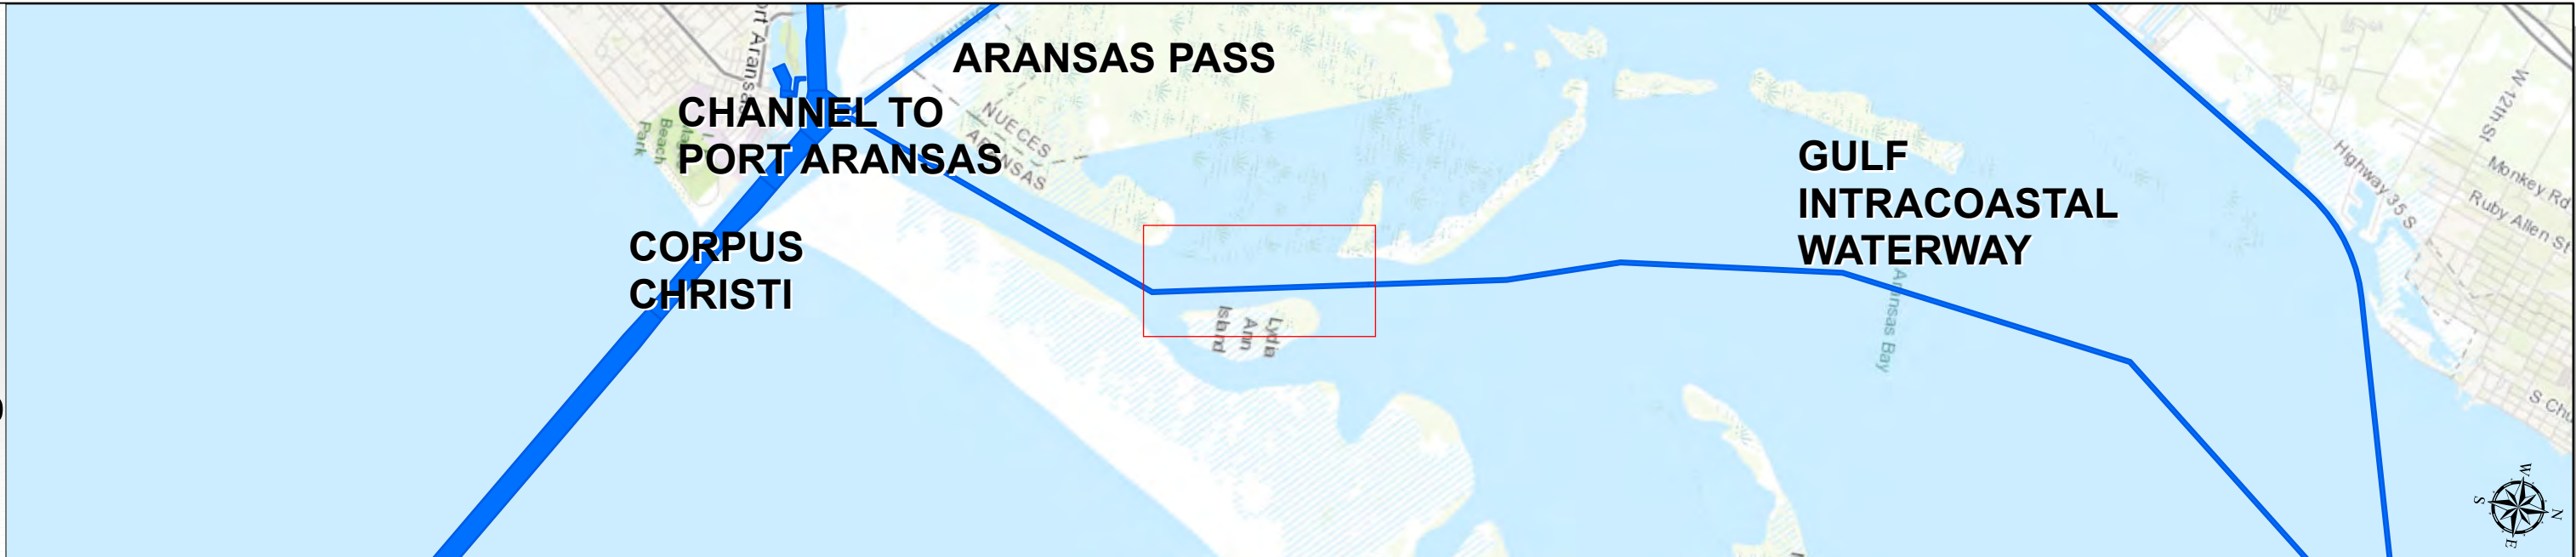 ARANSAS PASS
CHANNEL TO
PORT ARANSAS
CORPUS
CHRISTI
GULF
INTRACOASTAL
WATERWAY
NUECES
ARANSAS
Beach
Park
Lydia
Ann
Island
Aransas Bay
W 12th St
Highway 35 S
Monkey Rd
Ruby Allen St
W
S
N
E